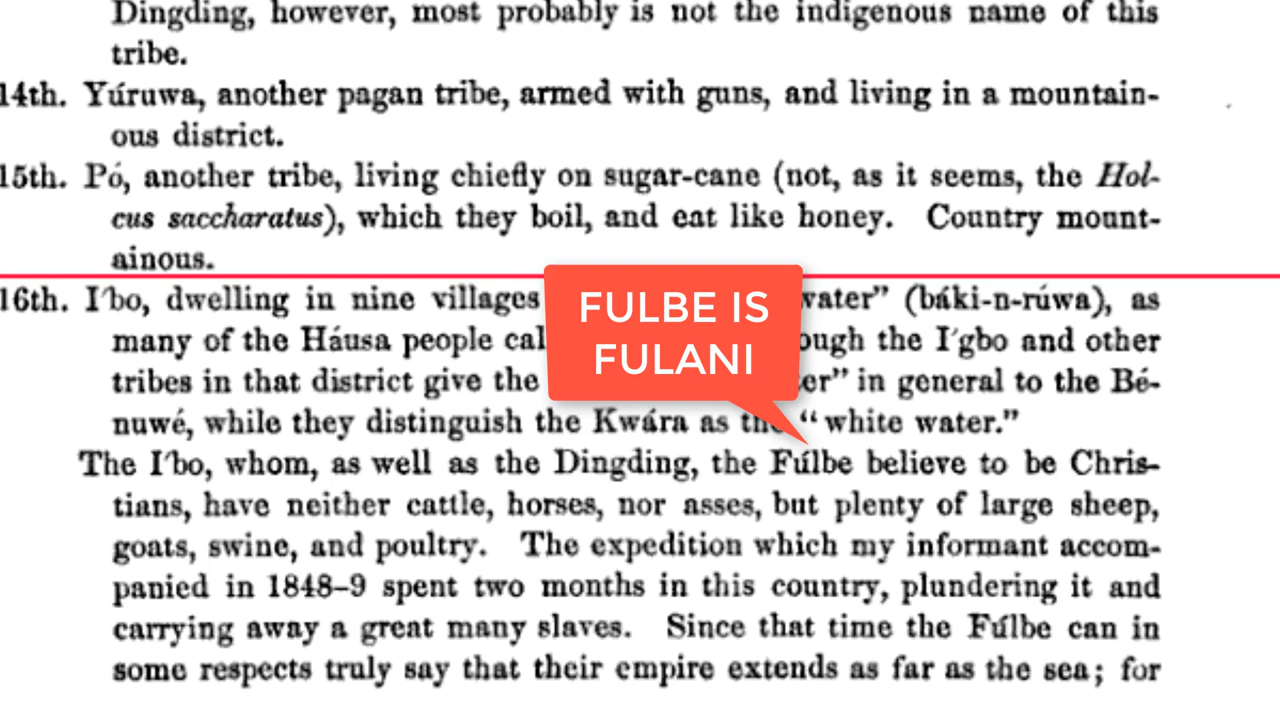 Dingding, however, most probably is not the indigenous name of this
tribe.
14th. Yúruwa, another pagan tribe, armed with guns, and living in a mountain-
ous district.
15th. Pó, another tribe, living chiefly on sugar-cane (not, as it seems, the Hol-
cus saccharatus), which they boil, and eat like honey. Country mount-
ainous.
16th. I'bo, dwelling in nine villages water" (báki-n-rúwa), as
many of the Háusa people the I'gbo and other
tribes in that district give the in general to the Bé-
nuwé, while they distinguish the Kwára as the "white water."
FULBE IS
FULANI
The I'bo, whom, as well as the Dingding, the Fúlbe believe to be Chris-
tians, have neither cattle, horses, nor asses, but plenty of large sheep,
goats, swine, and poultry. The expedition which my informant accom-
panied in 1848–9 spent two months in this country, plundering it and
carrying away a great many slaves. Since that time the Fúlbe can in
some respects truly say that their empire extends as far as the sea; for